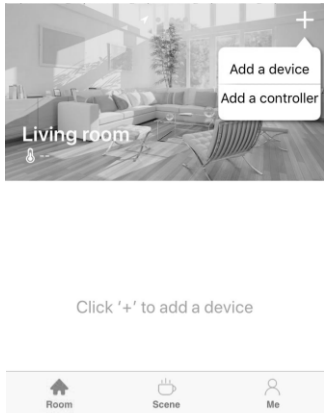 +
Add a device
Add a controller
Living room
--
Click ‘+’ to add a device
Room Scene Me